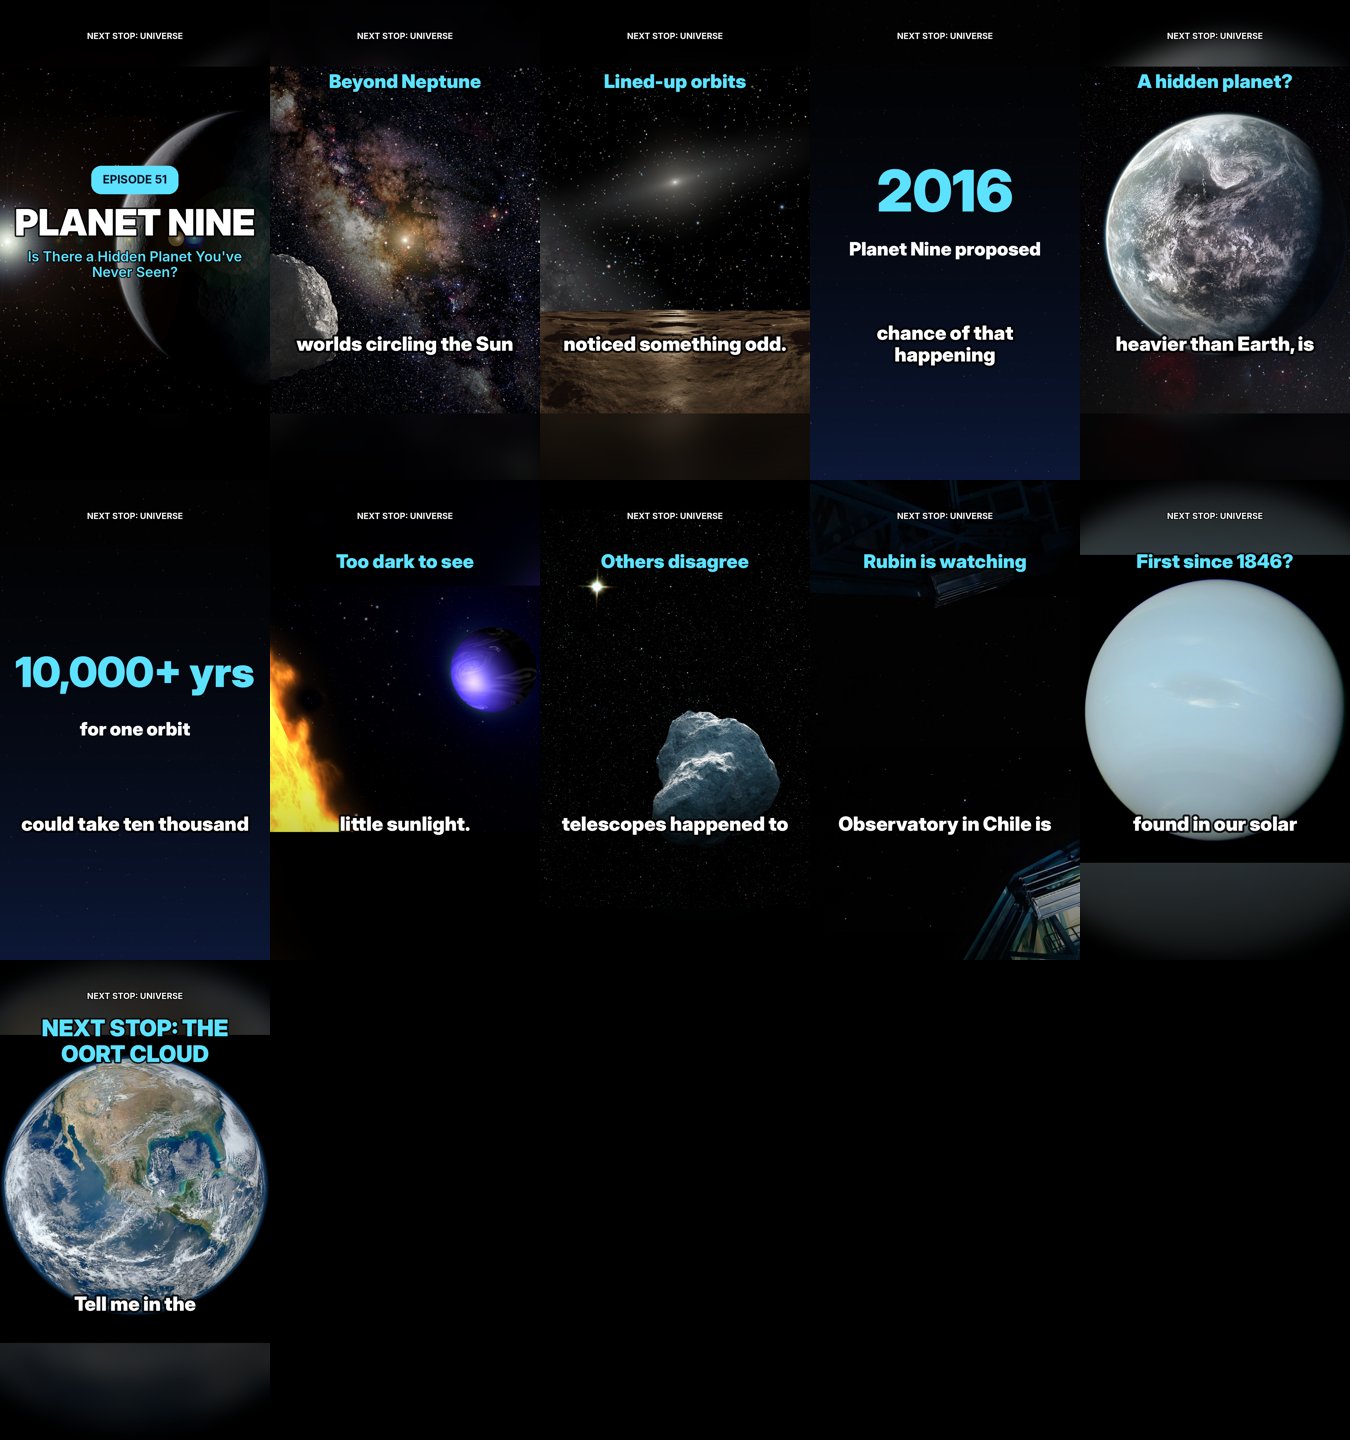 NEXT STOP: UNIVERSE
EPISODE 51
PLANET NINE
Is There a Hidden Planet You've
Never Seen?
NEXT STOP: UNIVERSE
Beyond Neptune
worlds circling the Sun
NEXT STOP: UNIVERSE
Lined-up orbits
noticed something odd.
NEXT STOP: UNIVERSE
2016
Planet Nine proposed
chance of that
happening
NEXT STOP: UNIVERSE
A hidden planet?
heavier than Earth, is
NEXT STOP: UNIVERSE
10,000+ yrs
for one orbit
could take ten thousand
NEXT STOP: UNIVERSE
Too dark to see
little sunlight.
NEXT STOP: UNIVERSE
Others disagree
telescopes happened to
NEXT STOP: UNIVERSE
Rubin is watching
Observatory in Chile is
NEXT STOP: UNIVERSE
First since 1846?
found in our solar
NEXT STOP: UNIVERSE
NEXT STOP: THE
OORT CLOUD
Tell me in the